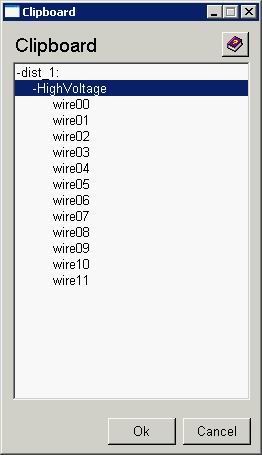 Clipboard
Clipboard
-dist_1:
-HighVoltage
wire00
wire01
wire02
wire03
wire04
wire05
wire06
wire07
wire08
wire09
wire10
wire11
Ok
Cancel